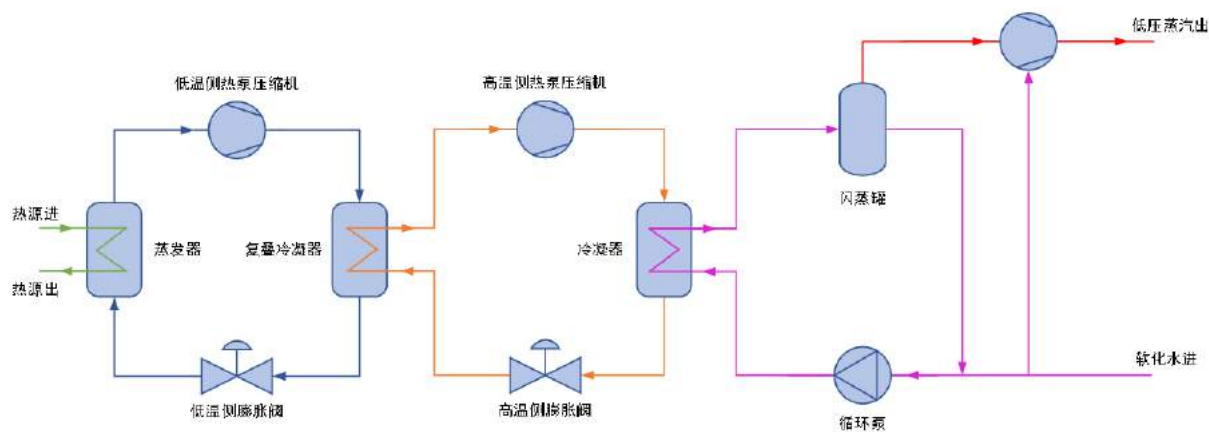 低压蒸汽出
低温侧热泵压缩机
高温侧热泵压缩机
闪蒸罐
热源进
蒸发器
复叠冷凝器
冷凝器
热源出
软化水进
低温侧膨胀阀
高温侧膨胀阀
循环泵